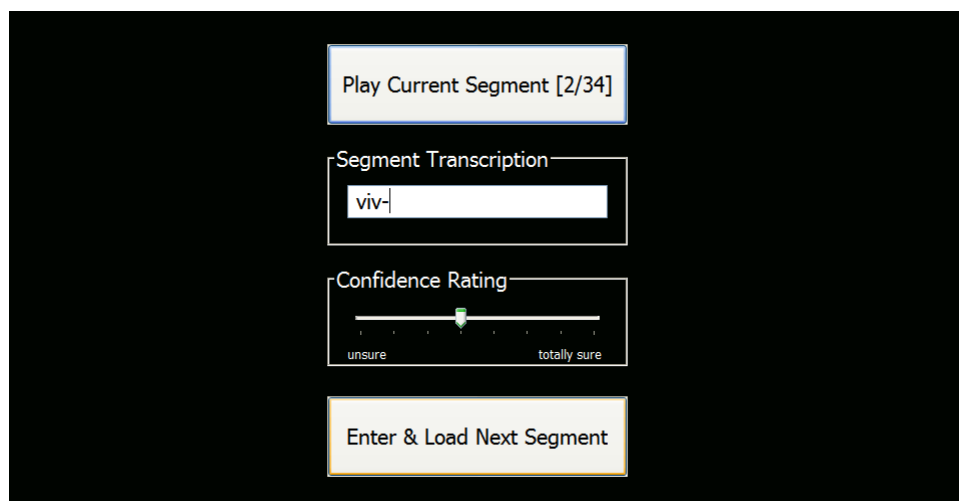 Play Current Segment [2/34]
Segment Transcription
viv-
Confidence Rating
unsure totally sure
Enter & Load Next Segment